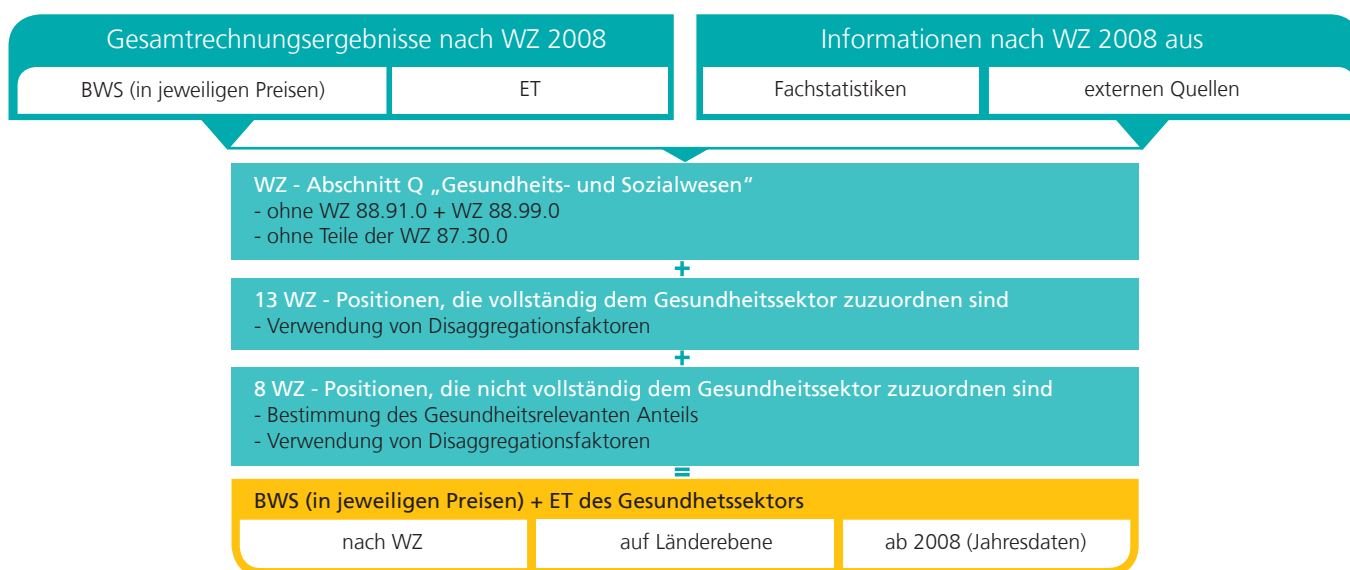 Gesamtrechnungsergebnisse nach WZ 2008
BWS (in jeweiligen Preisen)
ET
Informationen nach WZ 2008 aus
Fachstatistiken
externen Quellen
WZ - Abschnitt Q „Gesundheits- und Sozialwesen“
- ohne WZ 88.91.0 + WZ 88.99.0
- ohne Teile der WZ 87.30.0
+
13 WZ - Positionen, die vollständig dem Gesundheitssektor zuzuordnen sind
- Verwendung von Disaggregationsfaktoren
+
8 WZ - Positionen, die nicht vollständig dem Gesundheitssektor zuzuordnen sind
- Bestimmung des Gesundheitsrelevanten Anteils
- Verwendung von Disaggregationsfaktoren
=
BWS (in jeweiligen Preisen) + ET des Gesundhetssektors
nach WZ
auf Länderebene
ab 2008 (Jahresdaten)